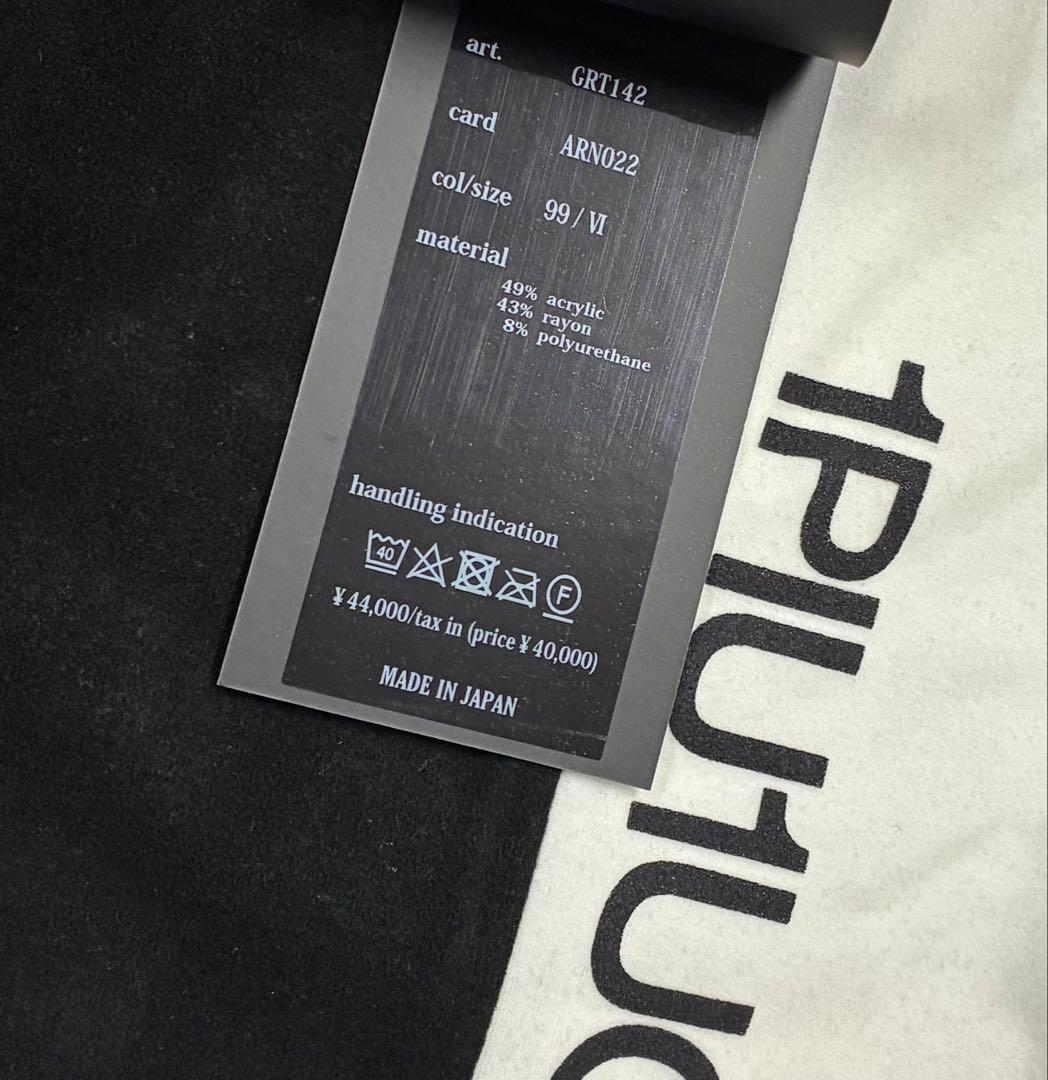 art.
GRT142
card
ARN022
col/size 99 / VI
material
49% acrylic
43% rayon
8% polyurethane
handling indication
40
F
¥44,000/tax in (price ¥40,000)
MADE IN JAPAN
1PIU1U